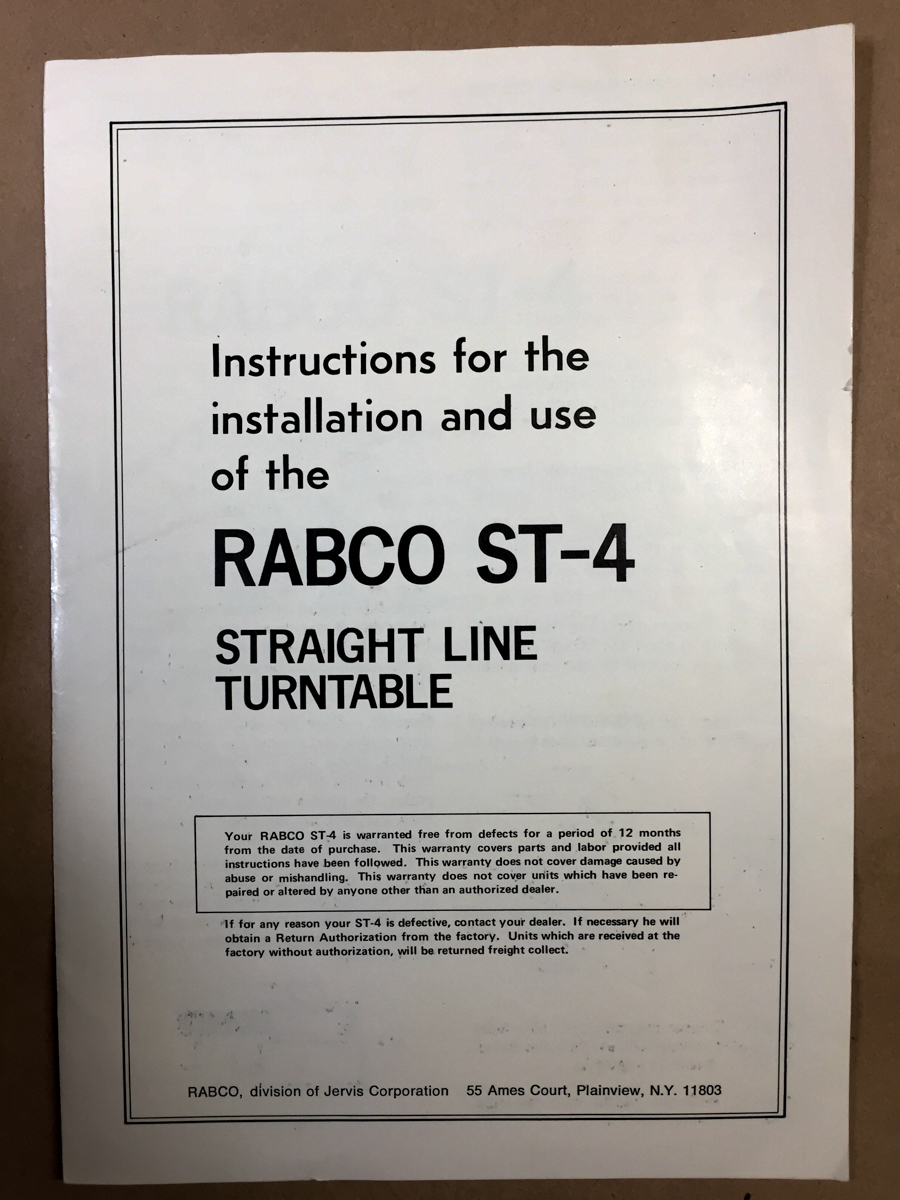 Instructions for the
installation and use
of the
RABCO ST-4
STRAIGHT LINE
TURNTABLE
Your RABCO ST-4 is warranted free from defects for a period of 12 months
from the date of purchase. This warranty covers parts and labor provided all
instructions have been followed. This warranty does not cover damage caused by
abuse or mishandling. This warranty does not cover units which have been re-
paired or altered by anyone other than an authorized dealer.
If for any reason your ST-4 is defective, contact your dealer. If necessary he will
obtain a Return Authorization from the factory. Units which are received at the
factory without authorization, will be returned freight collect.
RABCO, division of Jervis Corporation 55 Ames Court, Plainview, N.Y. 11803